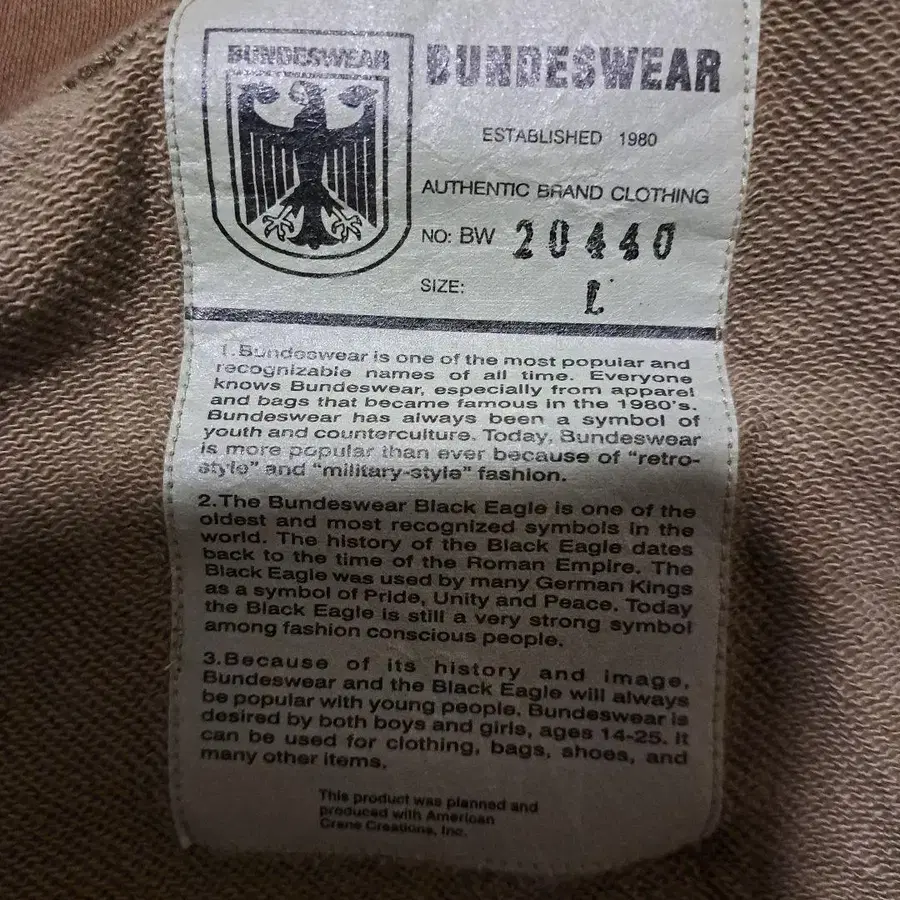 BUNDESWEAR
BUNDESWEAR
ESTABLISHED 1980
AUTHENTIC BRAND CLOTHING
NO: BW 20440
SIZE: L
1.Bundeswear is one of the most popular and
recognizable names of all time. Everyone
knows Bundeswear, especially from apparel
and bags that became famous in the 1980's.
Bundeswear has always been a symbol of
youth and counterculture. Today, Bundeswear
is more popular than ever because of "retro-
style" and "military-style" fashion.
2.The Bundeswear Black Eagle is one of the
oldest and most recognized symbols in the
world. The history of the Black Eagle dates
back to the time of the Roman Empire. The
Black Eagle was used by many German Kings
as a symbol of Pride, Unity and Peace. Today
the Black Eagle is still a very strong symbol
among fashion conscious people.
3.Because of its history and image,
Bundeswear and the Black Eagle will always
be popular with young people. Bundeswear is
desired by both boys and girls, ages 14-25. It
can be used for clothing, bags, shoes, and
many other items.
This product was planned and
produced with American
Crane Creations, Inc.